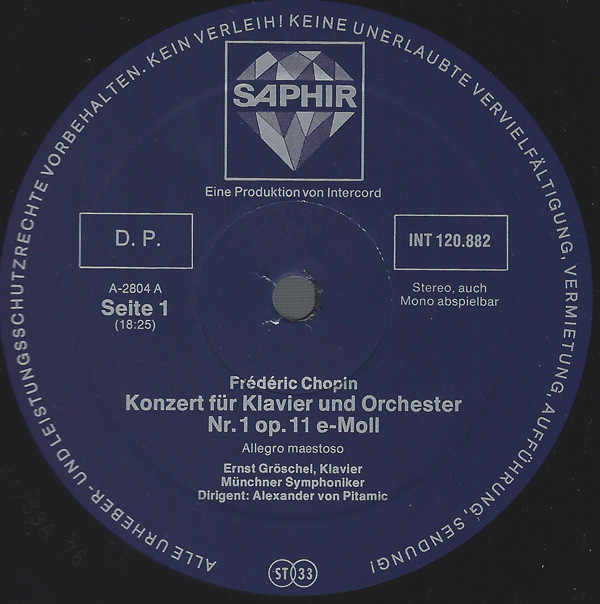 ALLE URHEBER- UND LEISTUNGSSCHUTZRECHTE VORBEHALTEN. KEIN VERLEIH! KEINE UNERLAUBTE VERVIELFÄLTIGUNG, VERMIETUNG, AUFFÜHRUNG, SENDUNG!
SAPHIR
Eine Produktion von Intercord
D. P.
INT 120.882
A-2804 A
Seite 1
(18:25)
Stereo, auch
Mono abspielbar
Frédéric Chopin
Konzert für Klavier und Orchester
Nr. 1 op. 11 e-Moll
Allegro maestoso
Ernst Gröschel, Klavier
Münchner Symphoniker
Dirigent: Alexander von Pitamic
ST 33